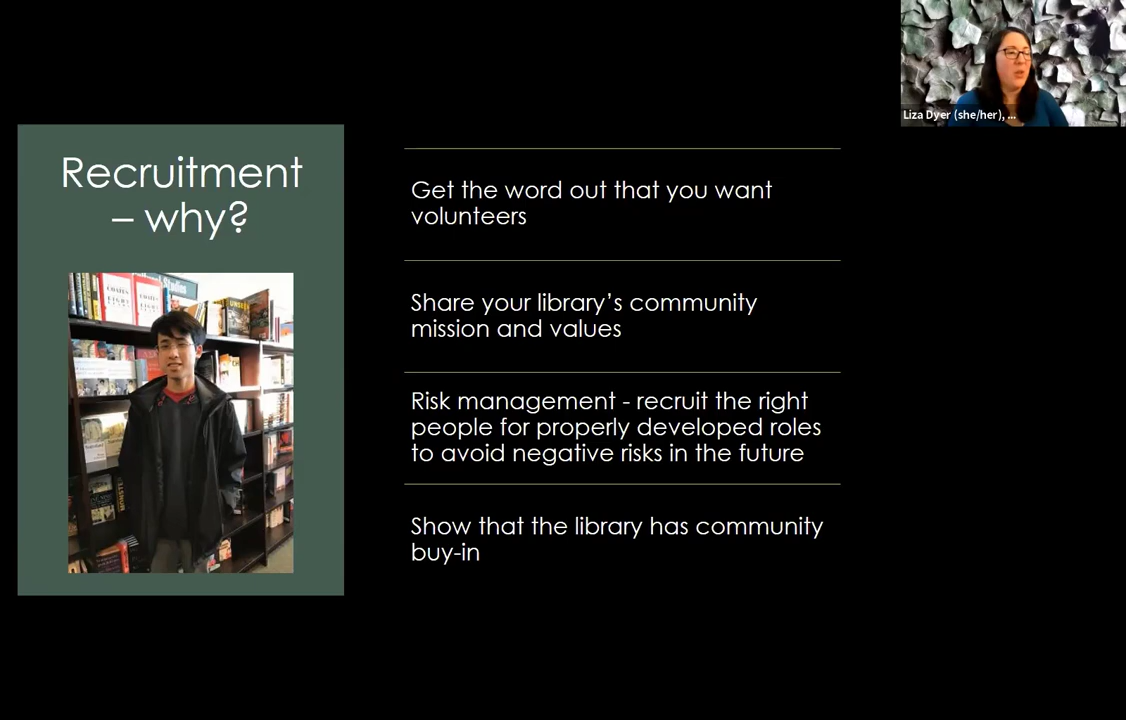 Recruitment
– why?
Get the word out that you want
volunteers
Share your library's community
mission and values
Risk management - recruit the right
people for properly developed roles
to avoid negative risks in the future
Show that the library has community
buy-in
Liza Dyer (she/her), ...
UNSEEN